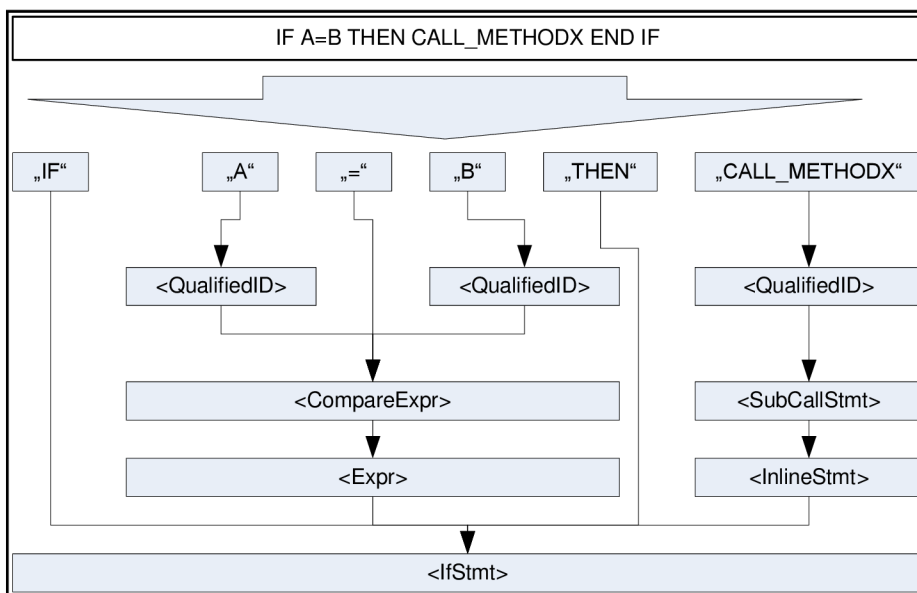 IF A=B THEN CALL_METHODX END IF
„IF“ „A“ „=“ „B“ „THEN“ „CALL_METHODX“
<QualifiedID> <QualifiedID> <QualifiedID>
<CompareExpr> <SubCallStmt>
<Expr> <InlineStmt>
<IfStmt>